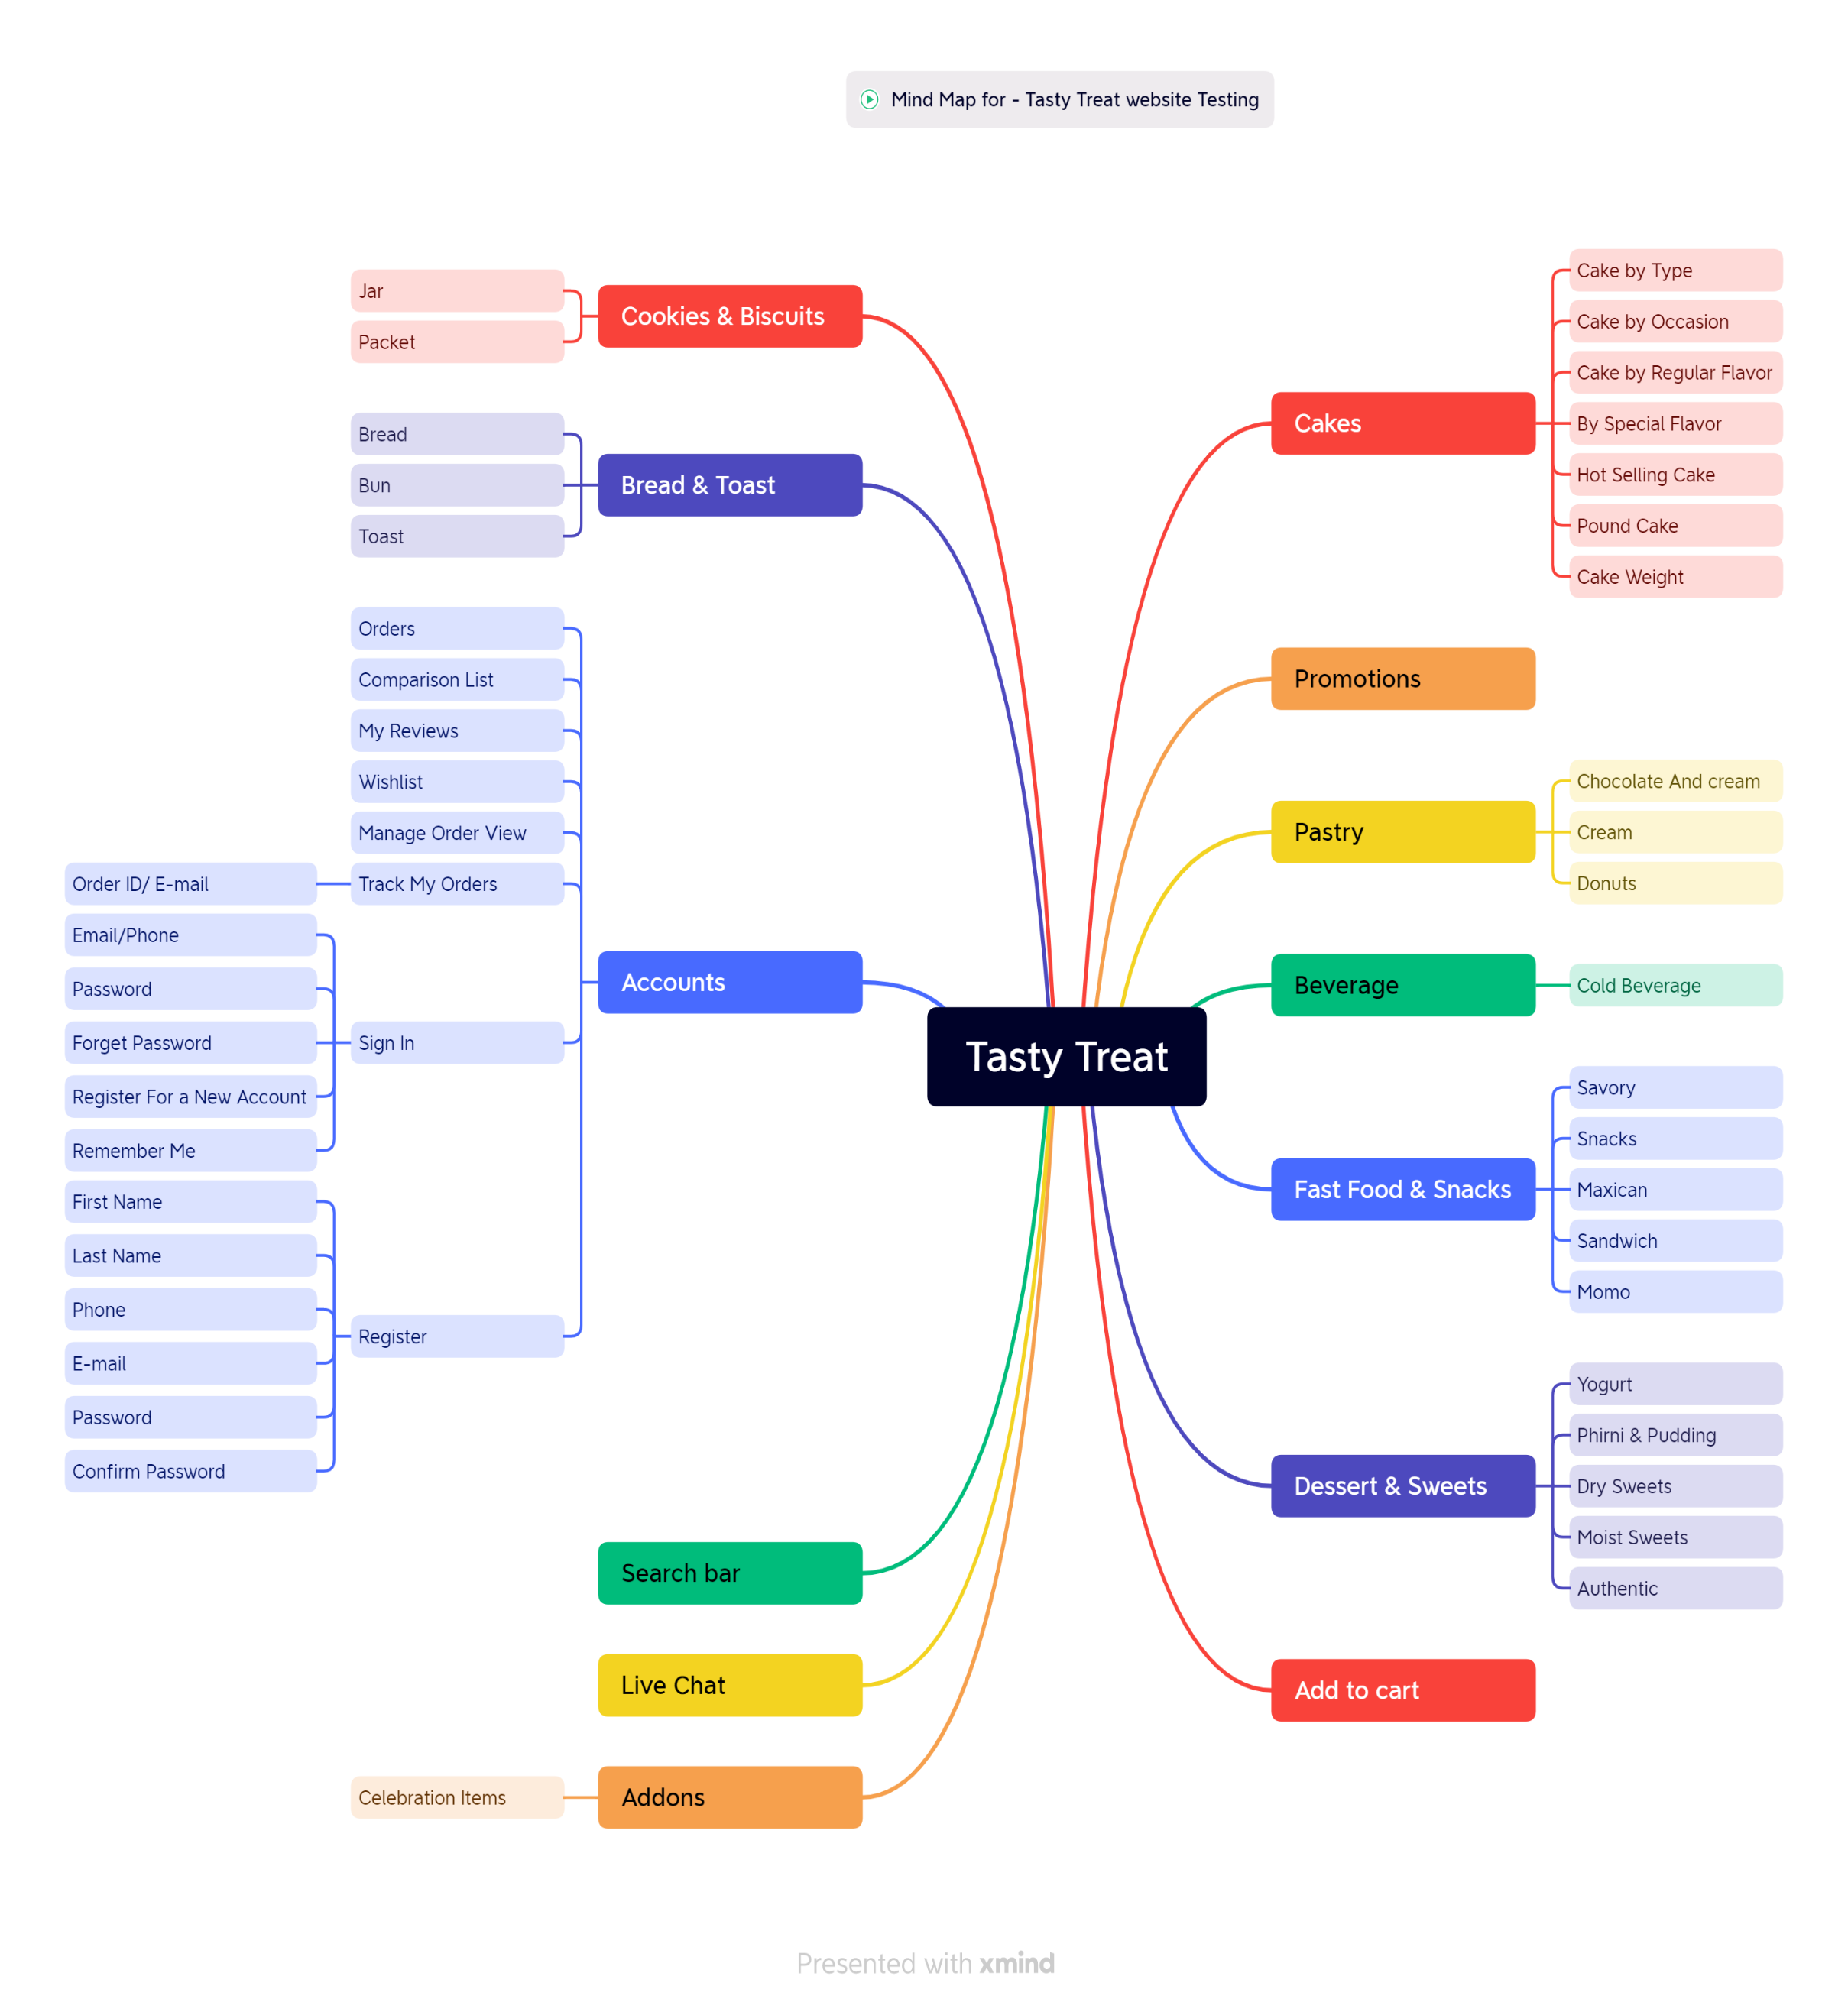 Mind Map for - Tasty Treat website Testing
Tasty Treat
Cakes
Cake by Type
Cake by Occasion
Cake by Regular Flavor
By Special Flavor
Hot Selling Cake
Pound Cake
Cake Weight
Promotions
Pastry
Chocolate And cream
Cream
Donuts
Beverage
Cold Beverage
Fast Food & Snacks
Savory
Snacks
Maxican
Sandwich
Momo
Dessert & Sweets
Yogurt
Phirni & Pudding
Dry Sweets
Moist Sweets
Authentic
Add to cart
Cookies & Biscuits
Jar
Packet
Bread & Toast
Bread
Bun
Toast
Accounts
Orders
Comparison List
My Reviews
Wishlist
Manage Order View
Track My Orders
Order ID/ E-mail
Sign In
Email/Phone
Password
Forget Password
Register For a New Account
Remember Me
Register
First Name
Last Name
Phone
E-mail
Password
Confirm Password
Search bar
Live Chat
Addons
Celebration Items
Presented with xmind